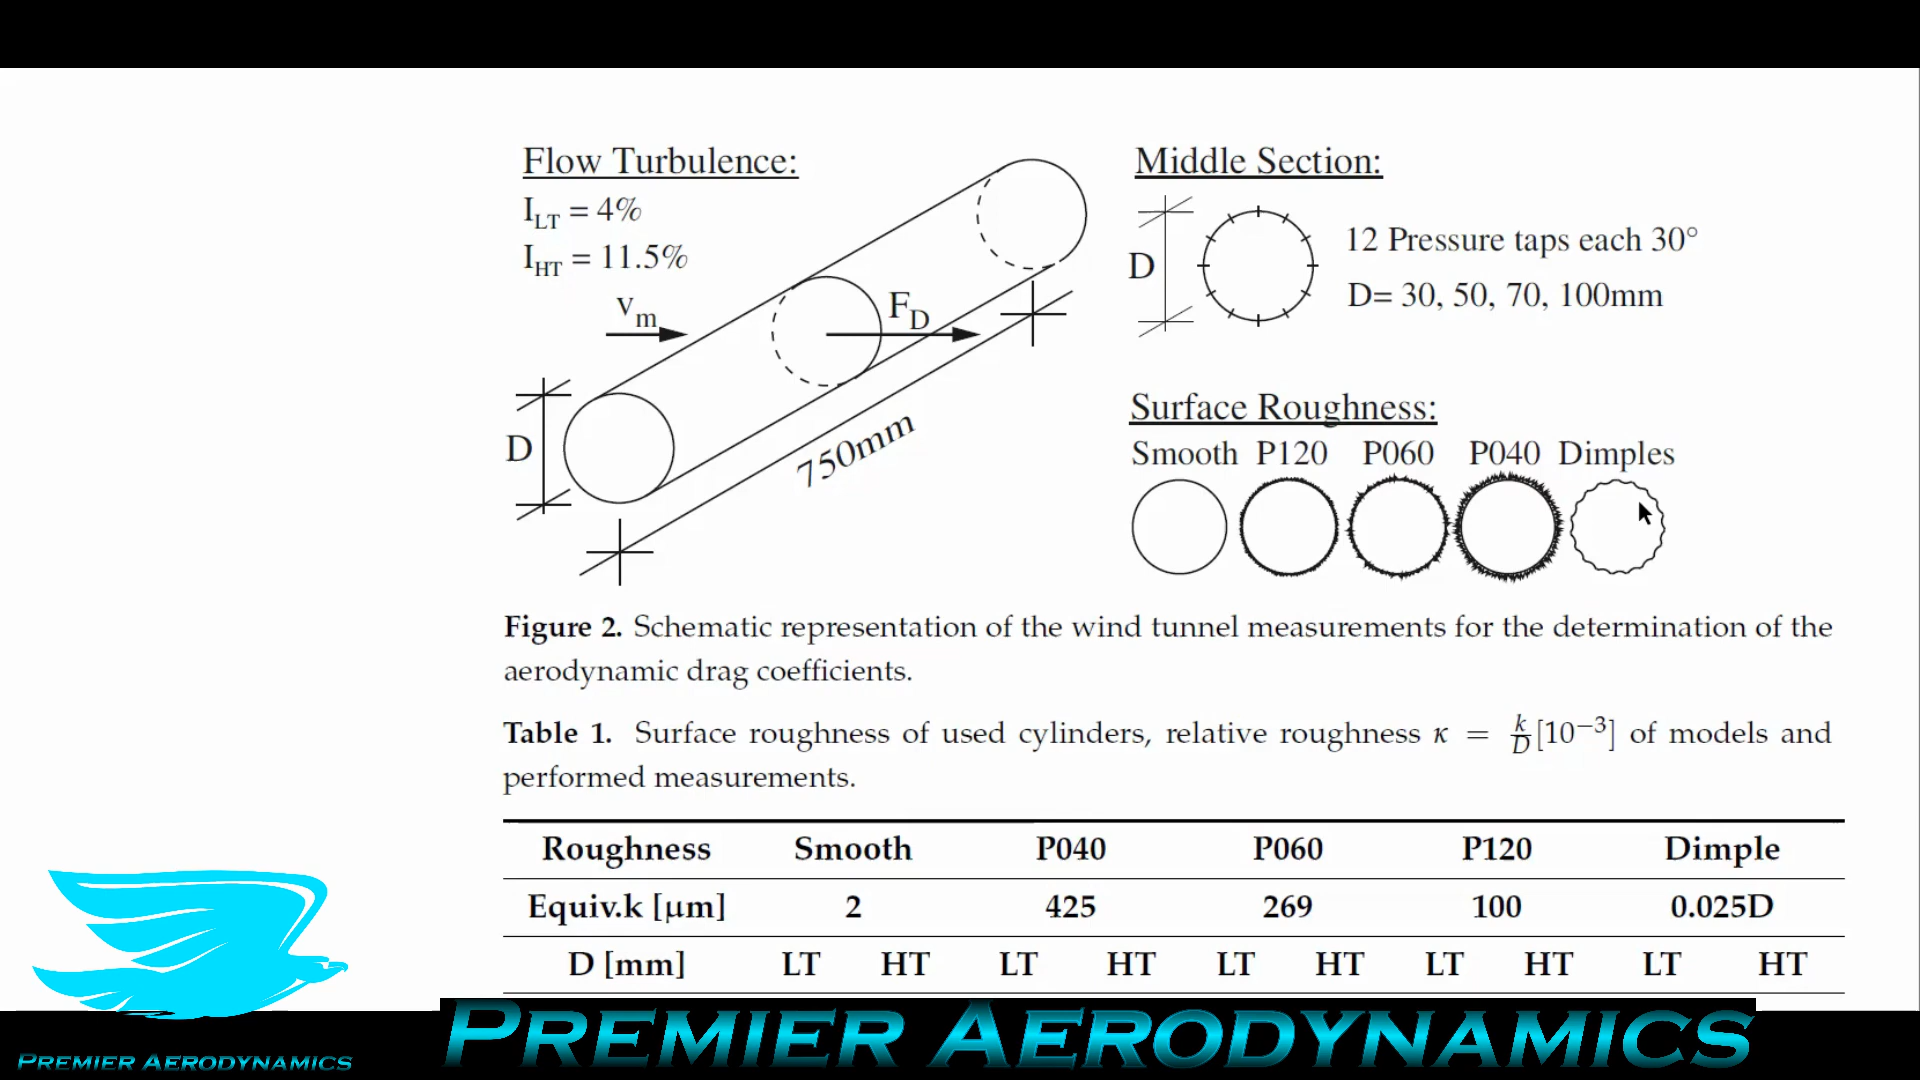 Flow Turbulence:
I_LT = 4%
I_HT = 11.5%
v_m
F_D
D
750mm
Middle Section:
D
12 Pressure taps each 30°
D= 30, 50, 70, 100mm
Surface Roughness:
Smooth P120 P060 P040 Dimples
Figure 2. Schematic representation of the wind tunnel measurements for the determination of the
aerodynamic drag coefficients.
Table 1. Surface roughness of used cylinders, relative roughness κ = k/D [10⁻³] of models and
performed measurements.
Roughness Smooth P040 P060 P120 Dimple
Equiv.k [μm] 2 425 269 100 0.025D
D [mm] LT HT LT HT LT HT LT HT LT HT
PREMIER AERODYNAMICS
PREMIER AERODYNAMICS